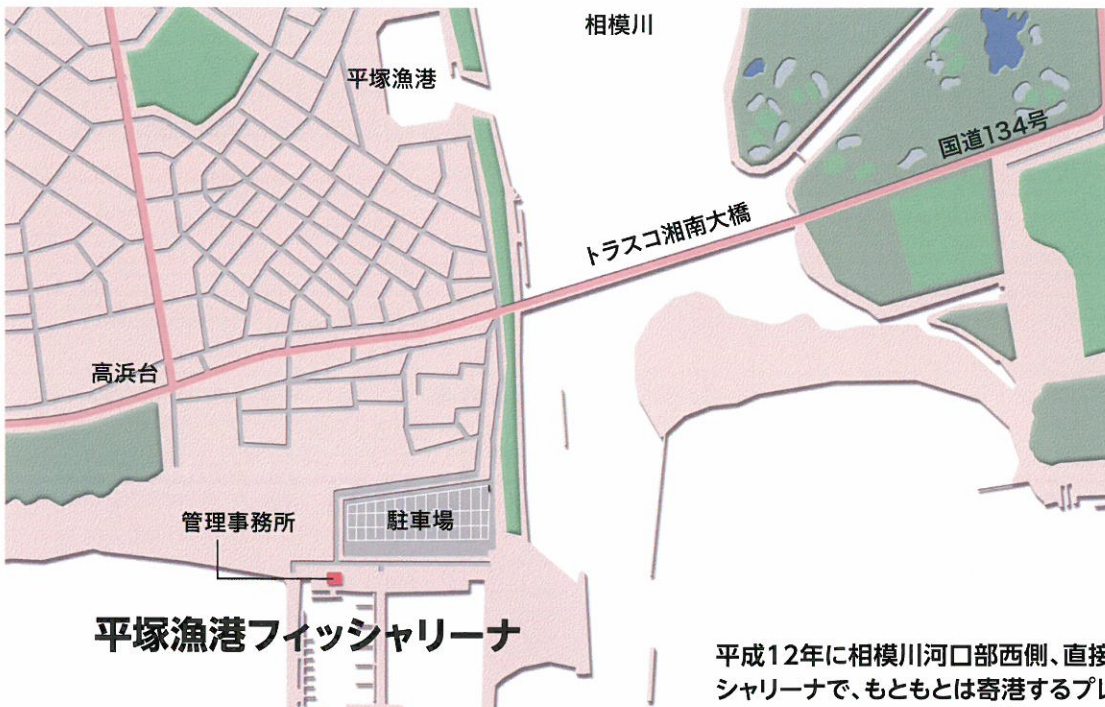 相模川
平塚漁港
国道134号
トラスコ湘南大橋
高浜台
管理事務所
駐車場
平塚漁港フィッシャリーナ
平成12年に相模川河口部西側、直接
シャリーナで、もともとは寄港するプレ